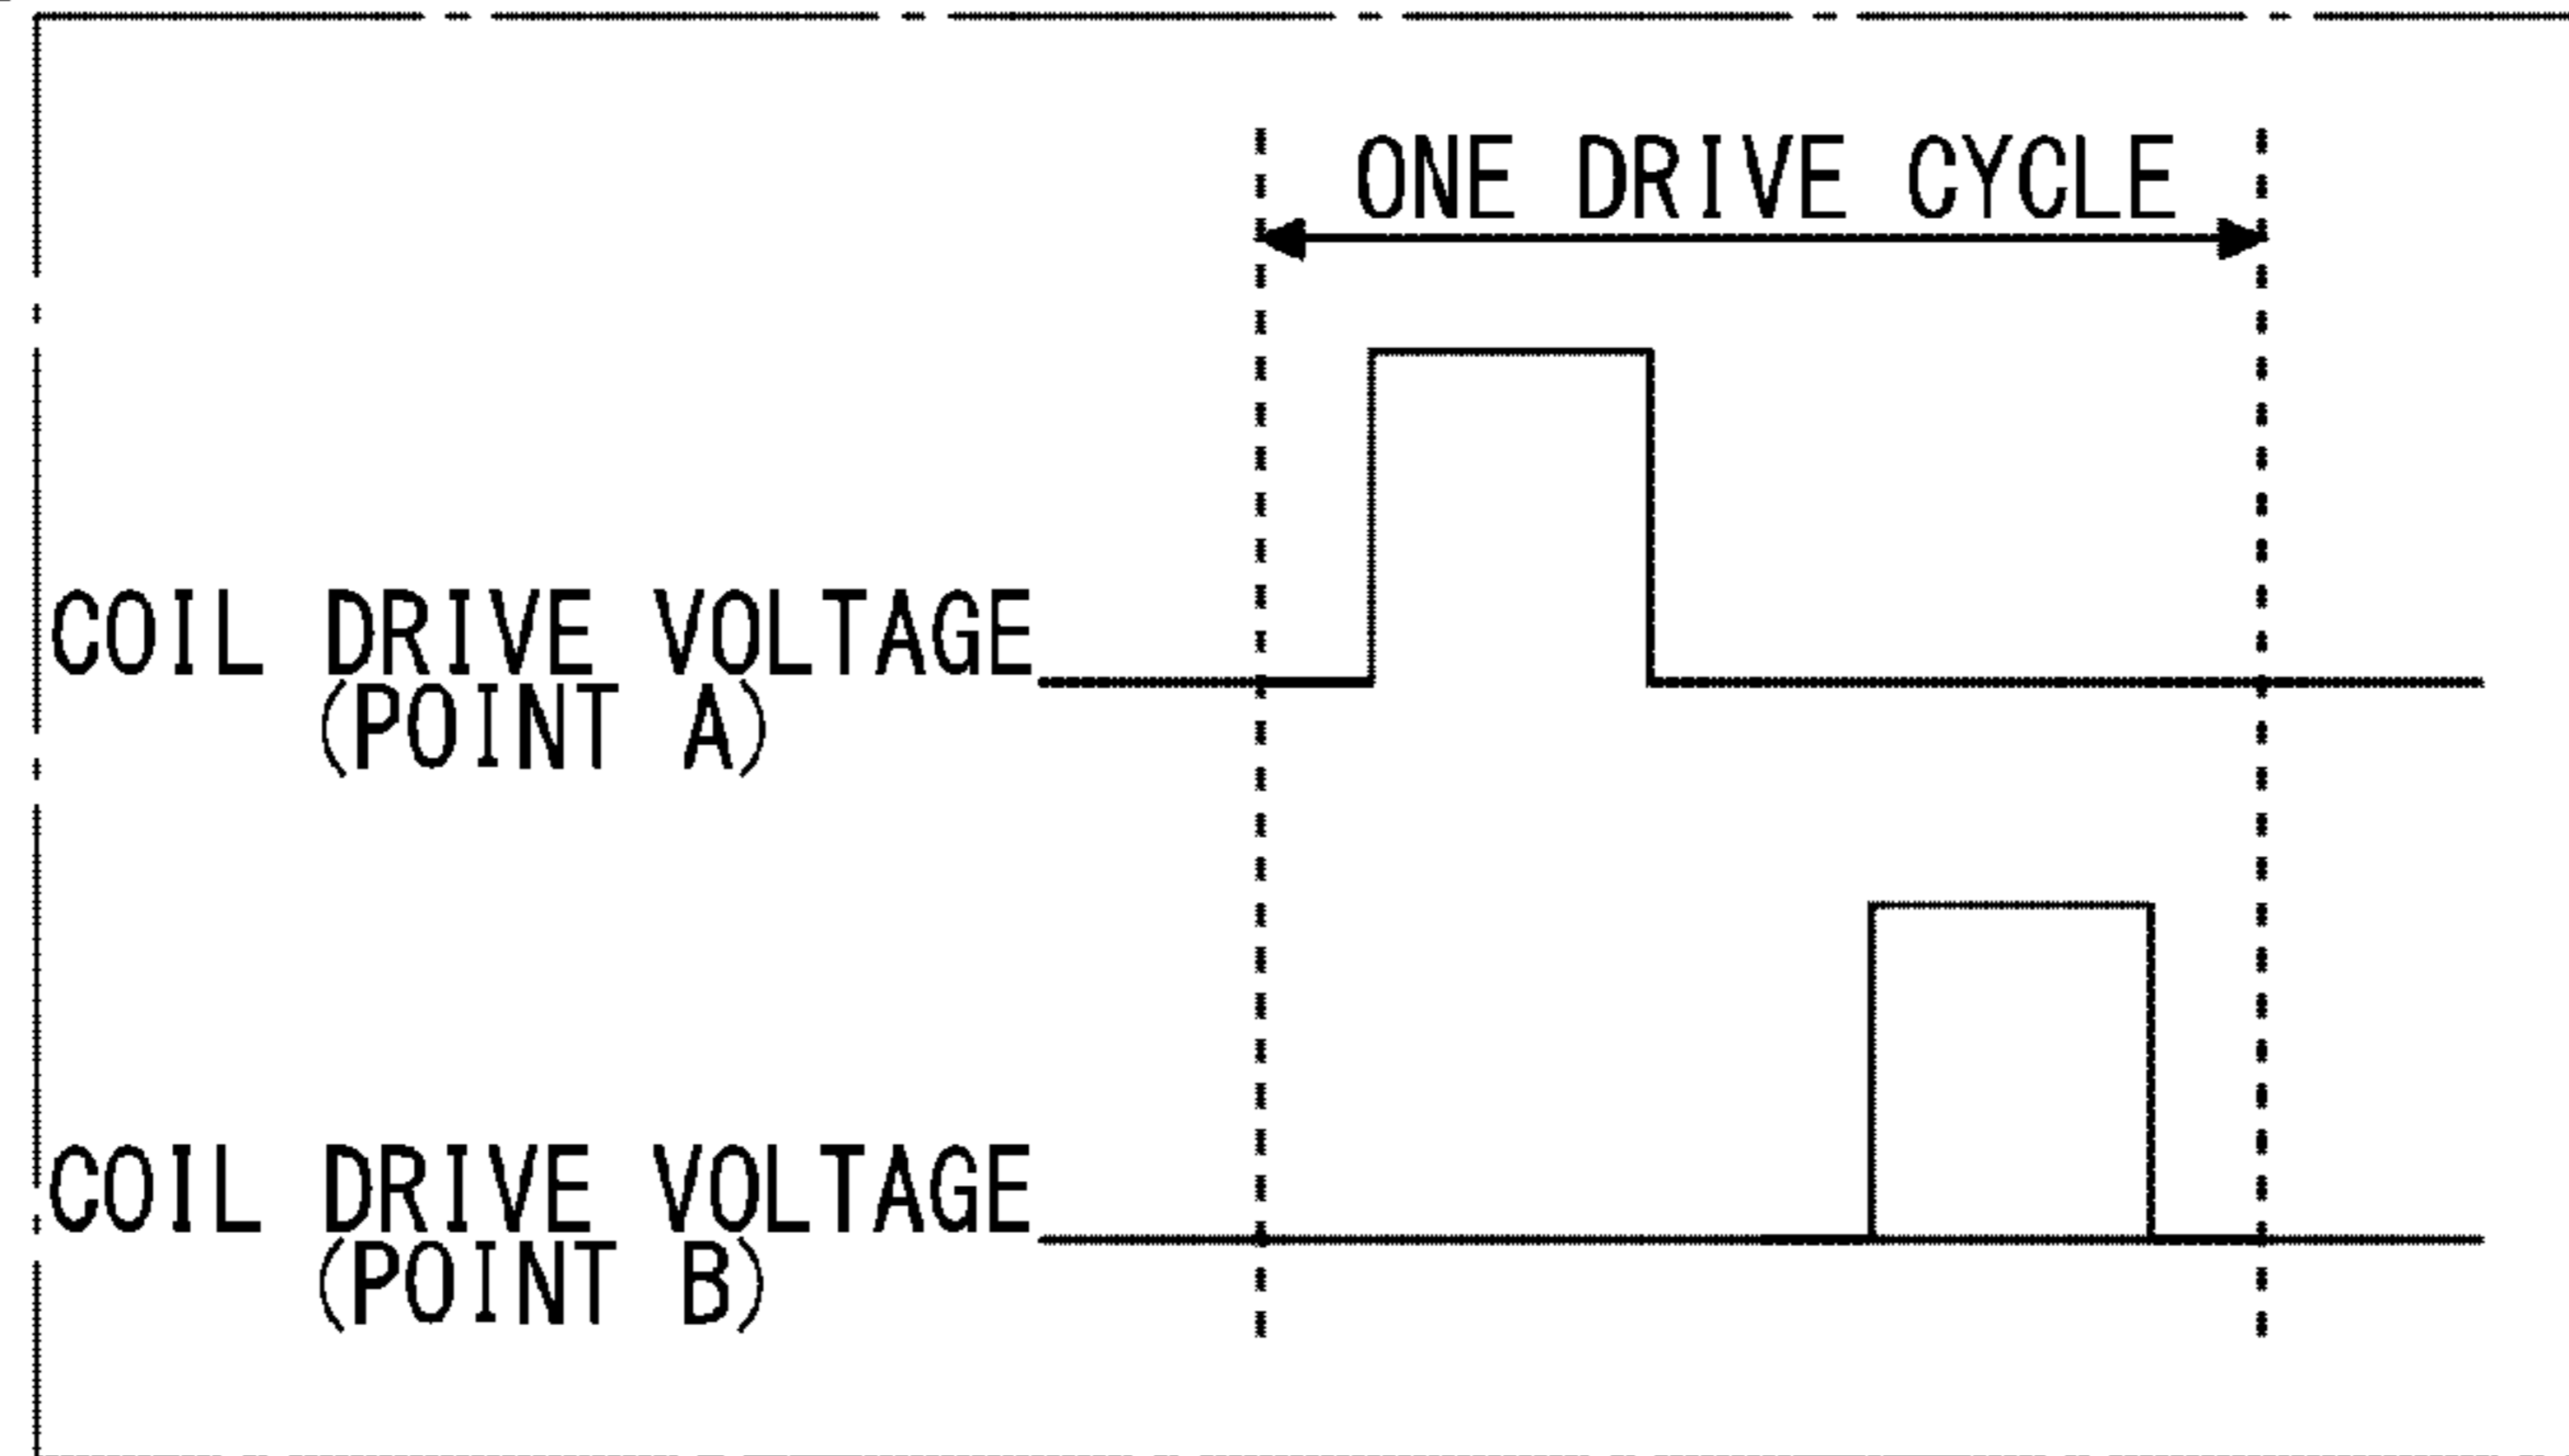 ONE DRIVE CYCLE
COIL DRIVE VOLTAGE
(POINT A)
COIL DRIVE VOLTAGE
(POINT B)